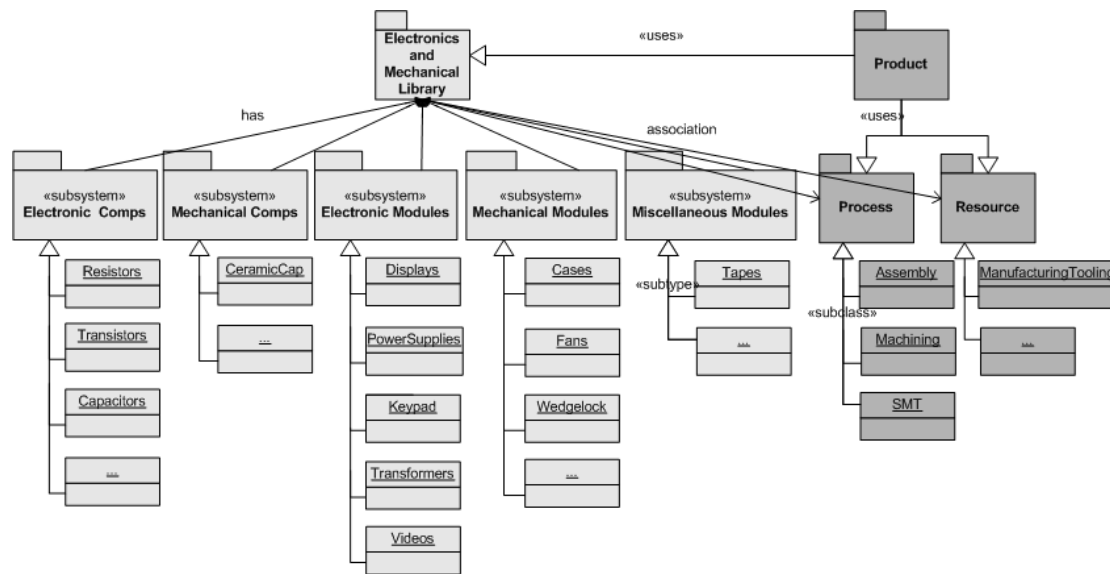 Electronics
and
Mechanical
Library
«uses»
Product
«uses»
has
association
«subsystem»
Electronic Comps
«subsystem»
Mechanical Comps
«subsystem»
Electronic Modules
«subsystem»
Mechanical Modules
«subsystem»
Miscellaneous Modules
Process
Resource
Resistors
Transistors
Capacitors
...
CeramicCap
...
Displays
PowerSupplies
Keypad
Transformers
Videos
Cases
Fans
Wedgelock
...
«subtype»
Tapes
...
«subclass»
Assembly
Machining
SMT
ManufacturingTooling
...